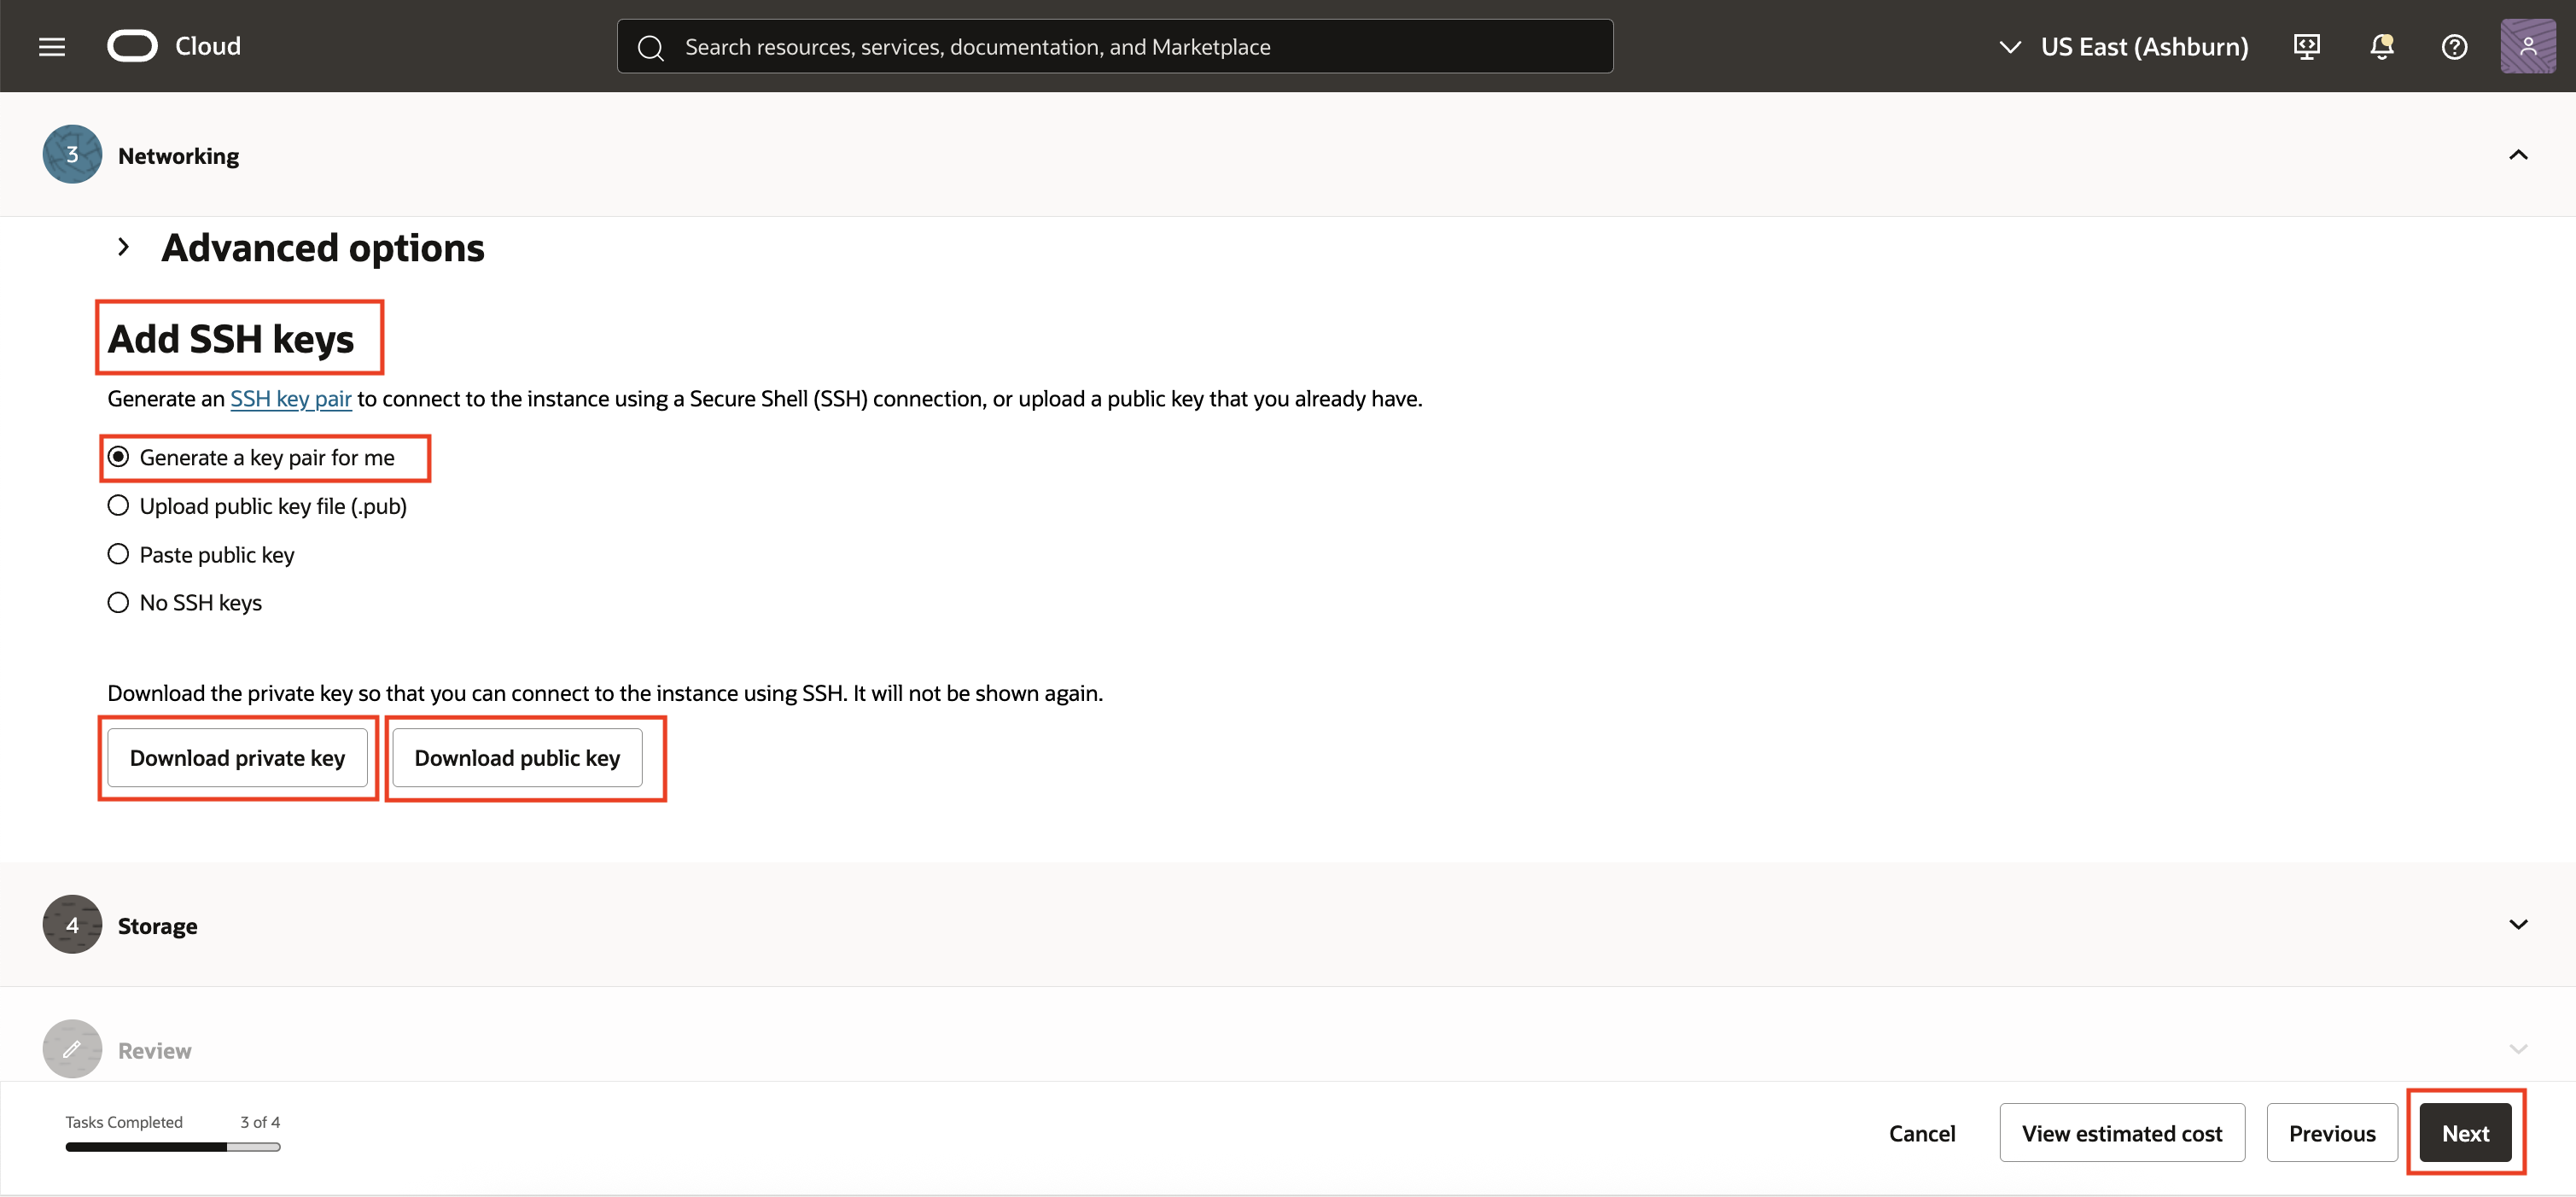 Cloud
Search resources, services, documentation, and Marketplace
US East (Ashburn)
3
Networking
Advanced options
Add SSH keys
Generate an SSH key pair to connect to the instance using a Secure Shell (SSH) connection, or upload a public key that you already have.
Generate a key pair for me
Upload public key file (.pub)
Paste public key
No SSH keys
Download the private key so that you can connect to the instance using SSH. It will not be shown again.
Download private key
Download public key
4
Storage
Review
Tasks Completed
3 of 4
Cancel
View estimated cost
Previous
Next